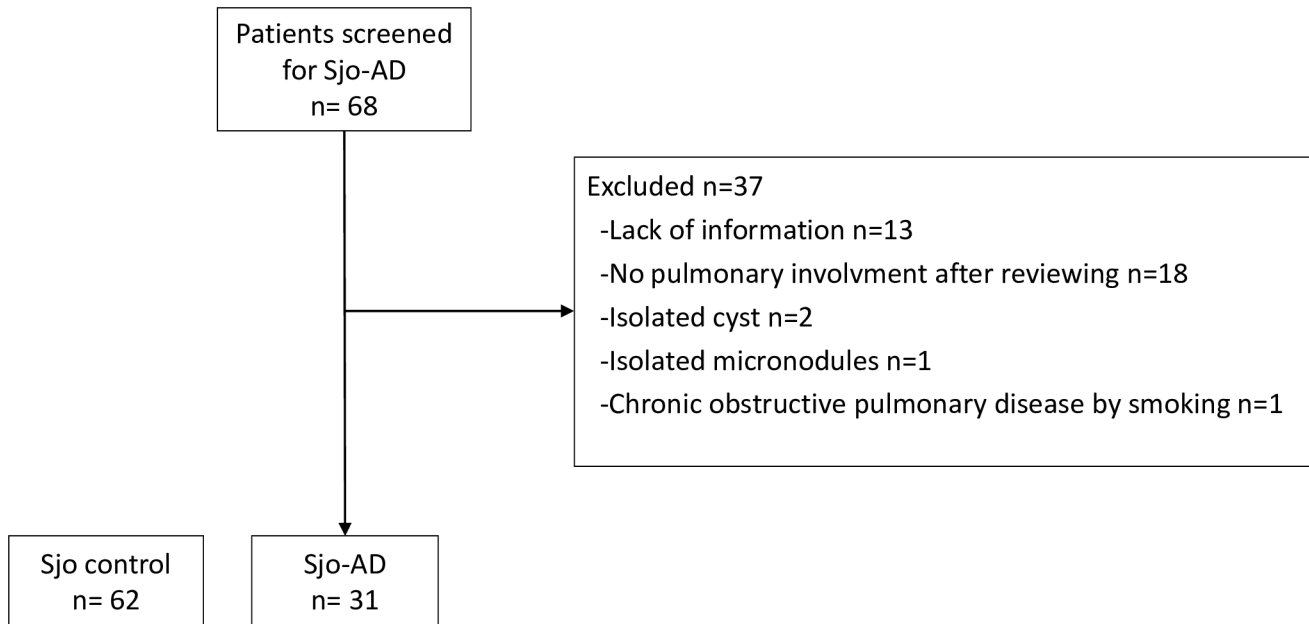 Patients screened
for Sjo-AD
n= 68
Excluded n=37
-Lack of information n=13
-No pulmonary involvment after reviewing n=18
-Isolated cyst n=2
-Isolated micronodules n=1
-Chronic obstructive pulmonary disease by smoking n=1
Sjo control
n= 62
Sjo-AD
n= 31